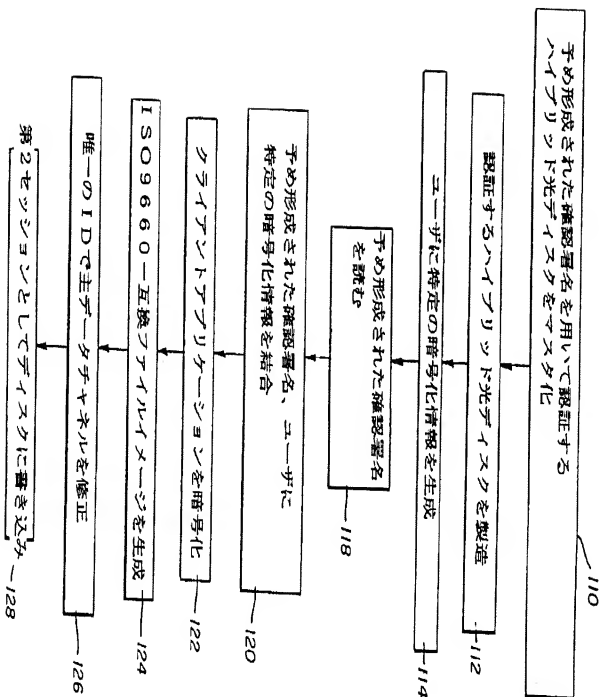 予め形成された確認署名を用いて認証する
ハイブリッド光ディスクをマスタ化
110
認証するハイブリッド光ディスクを製造
112
ユーザに特定の暗号化情報を生成
114
予め形成された確認署名
を読む
118
予め形成された確認署名、ユーザに
特定の暗号化情報を結合
120
クライアントアプリケーションを暗号化
122
ISO9660-互換ファイルイメージを生成
124
唯一のIDで主データチャネルを修正
126
第2セッションとしてディスクに書き込み
128